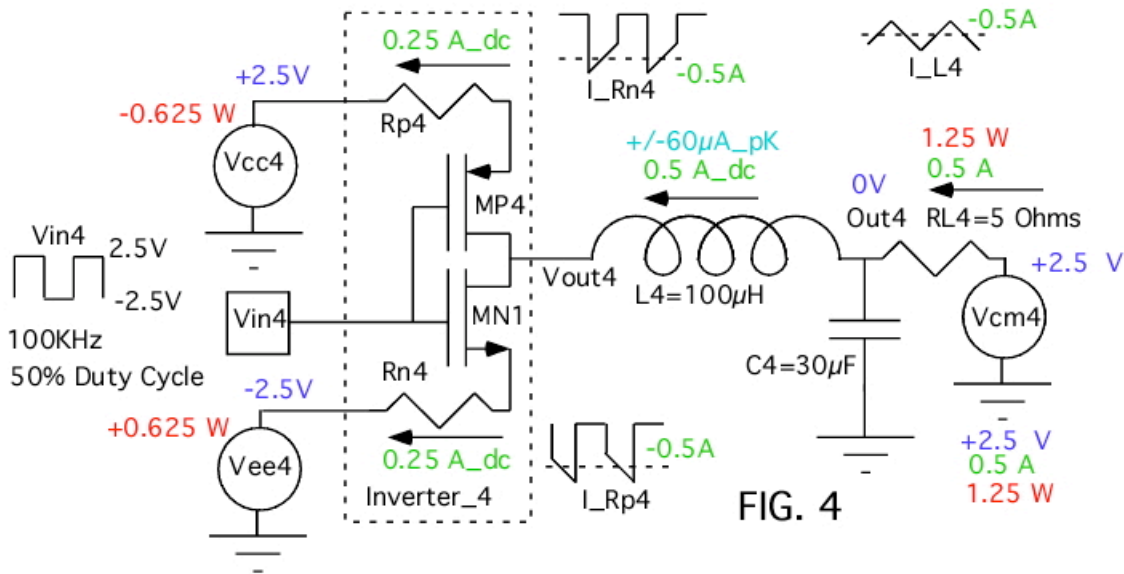 0.25 A_dc
-0.5A
I_Rn4
-0.5A
I_L4
+2.5V
-0.625 W
Rp4
Vcc4
MP4
+/-60µA_pK
0.5 A_dc
1.25 W
0.5 A
0V
Out4
RL4=5 Ohms
Vin4
2.5V
-2.5V
100KHz
50% Duty Cycle
Vin4
MN1
Vout4
L4=100µH
+2.5 V
Vcm4
C4=30µF
Rn4
-2.5V
+0.625 W
Vee4
0.25 A_dc
Inverter_4
-0.5A
I_Rp4
+2.5 V
0.5 A
1.25 W
FIG. 4